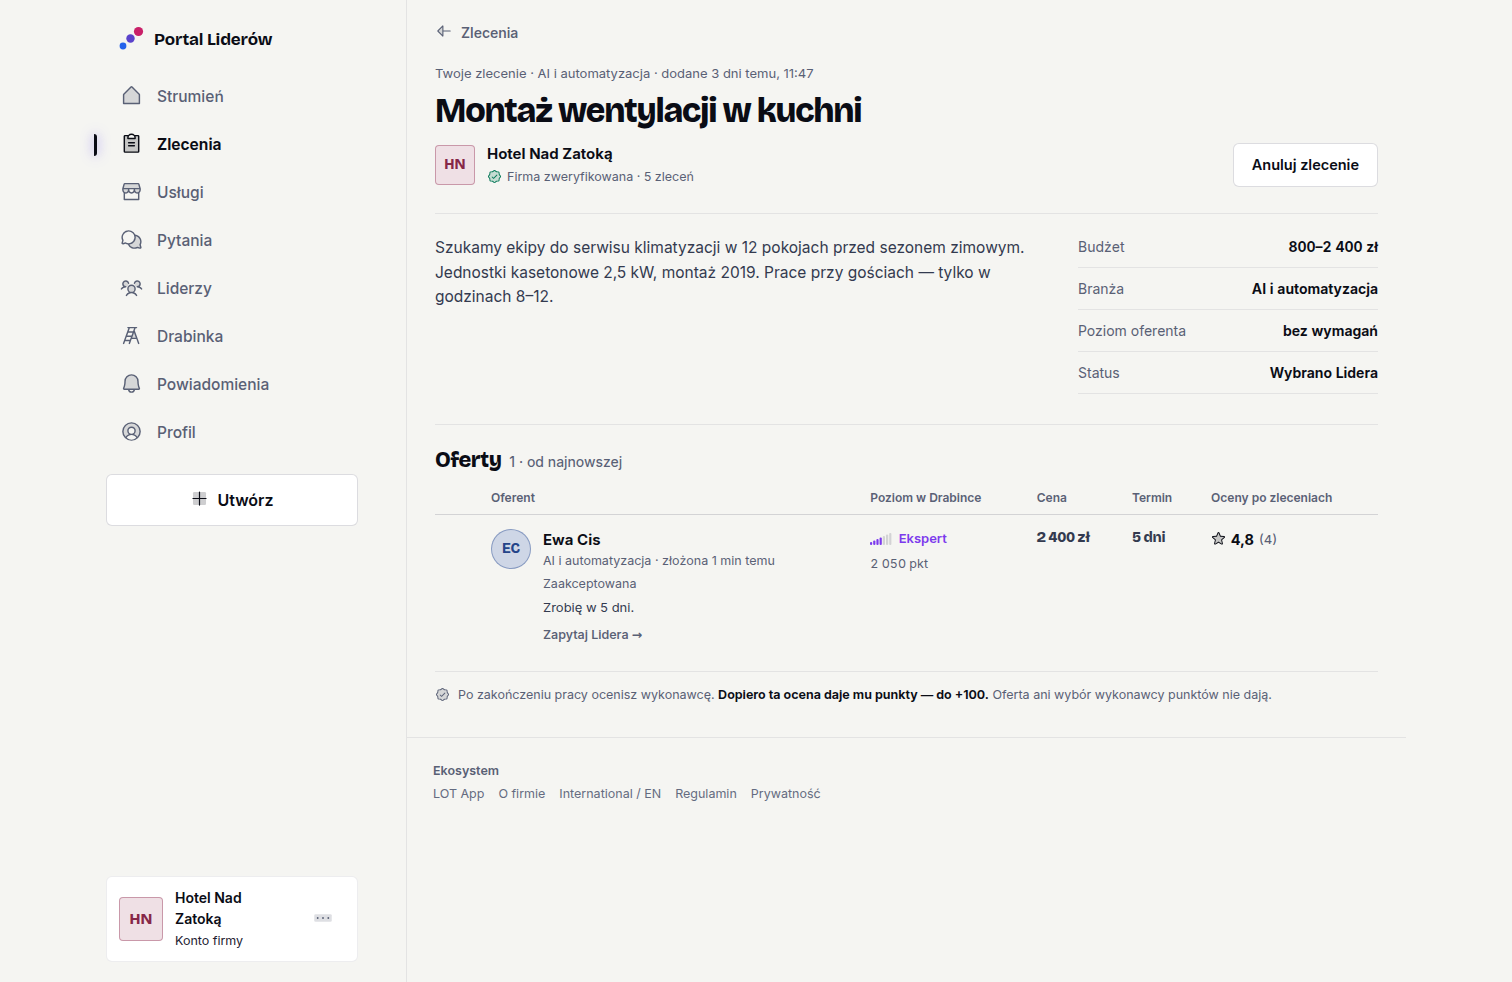 Portal Liderów
Strumień
Zlecenia
Usługi
Pytania
Liderzy
Drabinka
Powiadomienia
Profil
Utwórz
HN
Hotel Nad
Zatoką
Konto firmy
Zlecenia
Twoje zlecenie · AI i automatyzacja · dodane 3 dni temu, 11:47
Montaż wentylacji w kuchni
HN
Hotel Nad Zatoką
Firma zweryfikowana · 5 zleceń
Anuluj zlecenie
Szukamy ekipy do serwisu klimatyzacji w 12 pokojach przed sezonem zimowym.
Jednostki kasetonowe 2,5 kW, montaż 2019. Prace przy gościach — tylko w
godzinach 8–12.
Budżet 800–2 400 zł
Branża AI i automatyzacja
Poziom oferenta bez wymagań
Status Wybrano Lidera
Oferty 1 · od najnowszej
Oferent Poziom w Drabince Cena Termin Oceny po zleceniach
EC
Ewa Cis
AI i automatyzacja · złożona 1 min temu
Zaakceptowana
Zrobię w 5 dni.
Zapytaj Lidera →
Ekspert
2 050 pkt
2 400 zł
5 dni
4,8 (4)
Po zakończeniu pracy ocenisz wykonawcę. Dopiero ta ocena daje mu punkty — do +100. Oferta ani wybór wykonawcy punktów nie dają.
Ekosystem
LOT App O firmie International / EN Regulamin Prywatność